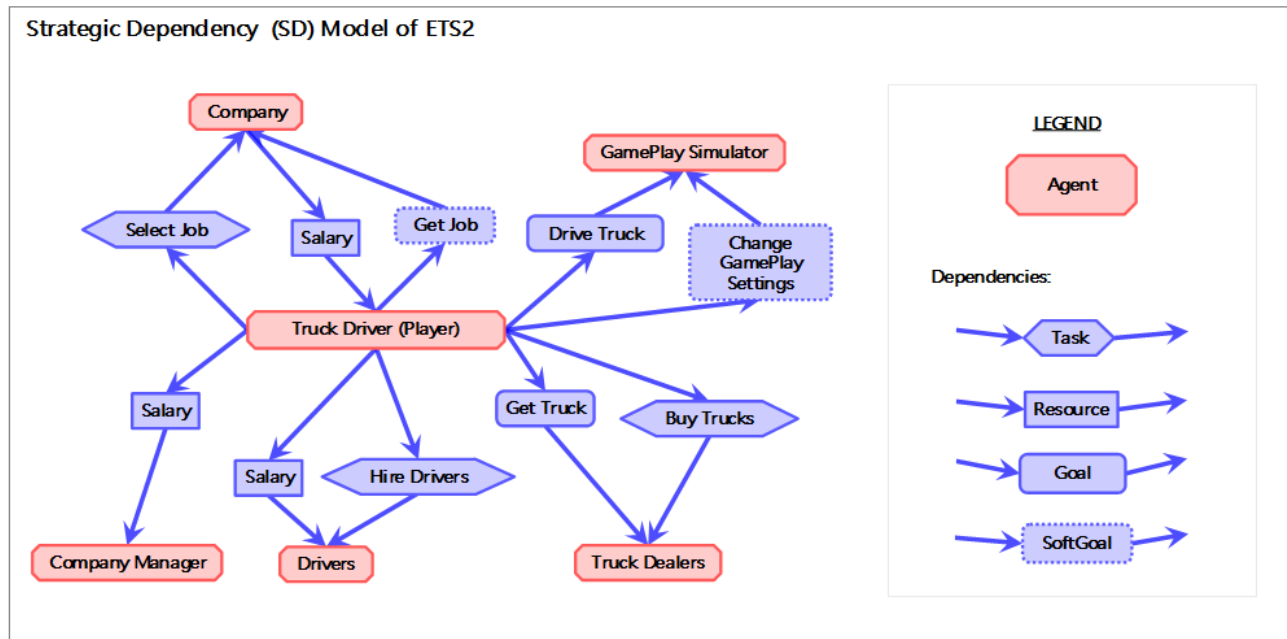 Strategic Dependency (SD) Model of ETS2
Company
GamePlay Simulator
Select Job
Salary
Get Job
Drive Truck
Change
GamePlay
Settings
Truck Driver (Player)
Salary
Get Truck
Buy Trucks
Salary
Hire Drivers
Company Manager
Drivers
Truck Dealers
LEGEND
Agent
Dependencies:
Task
Resource
Goal
SoftGoal